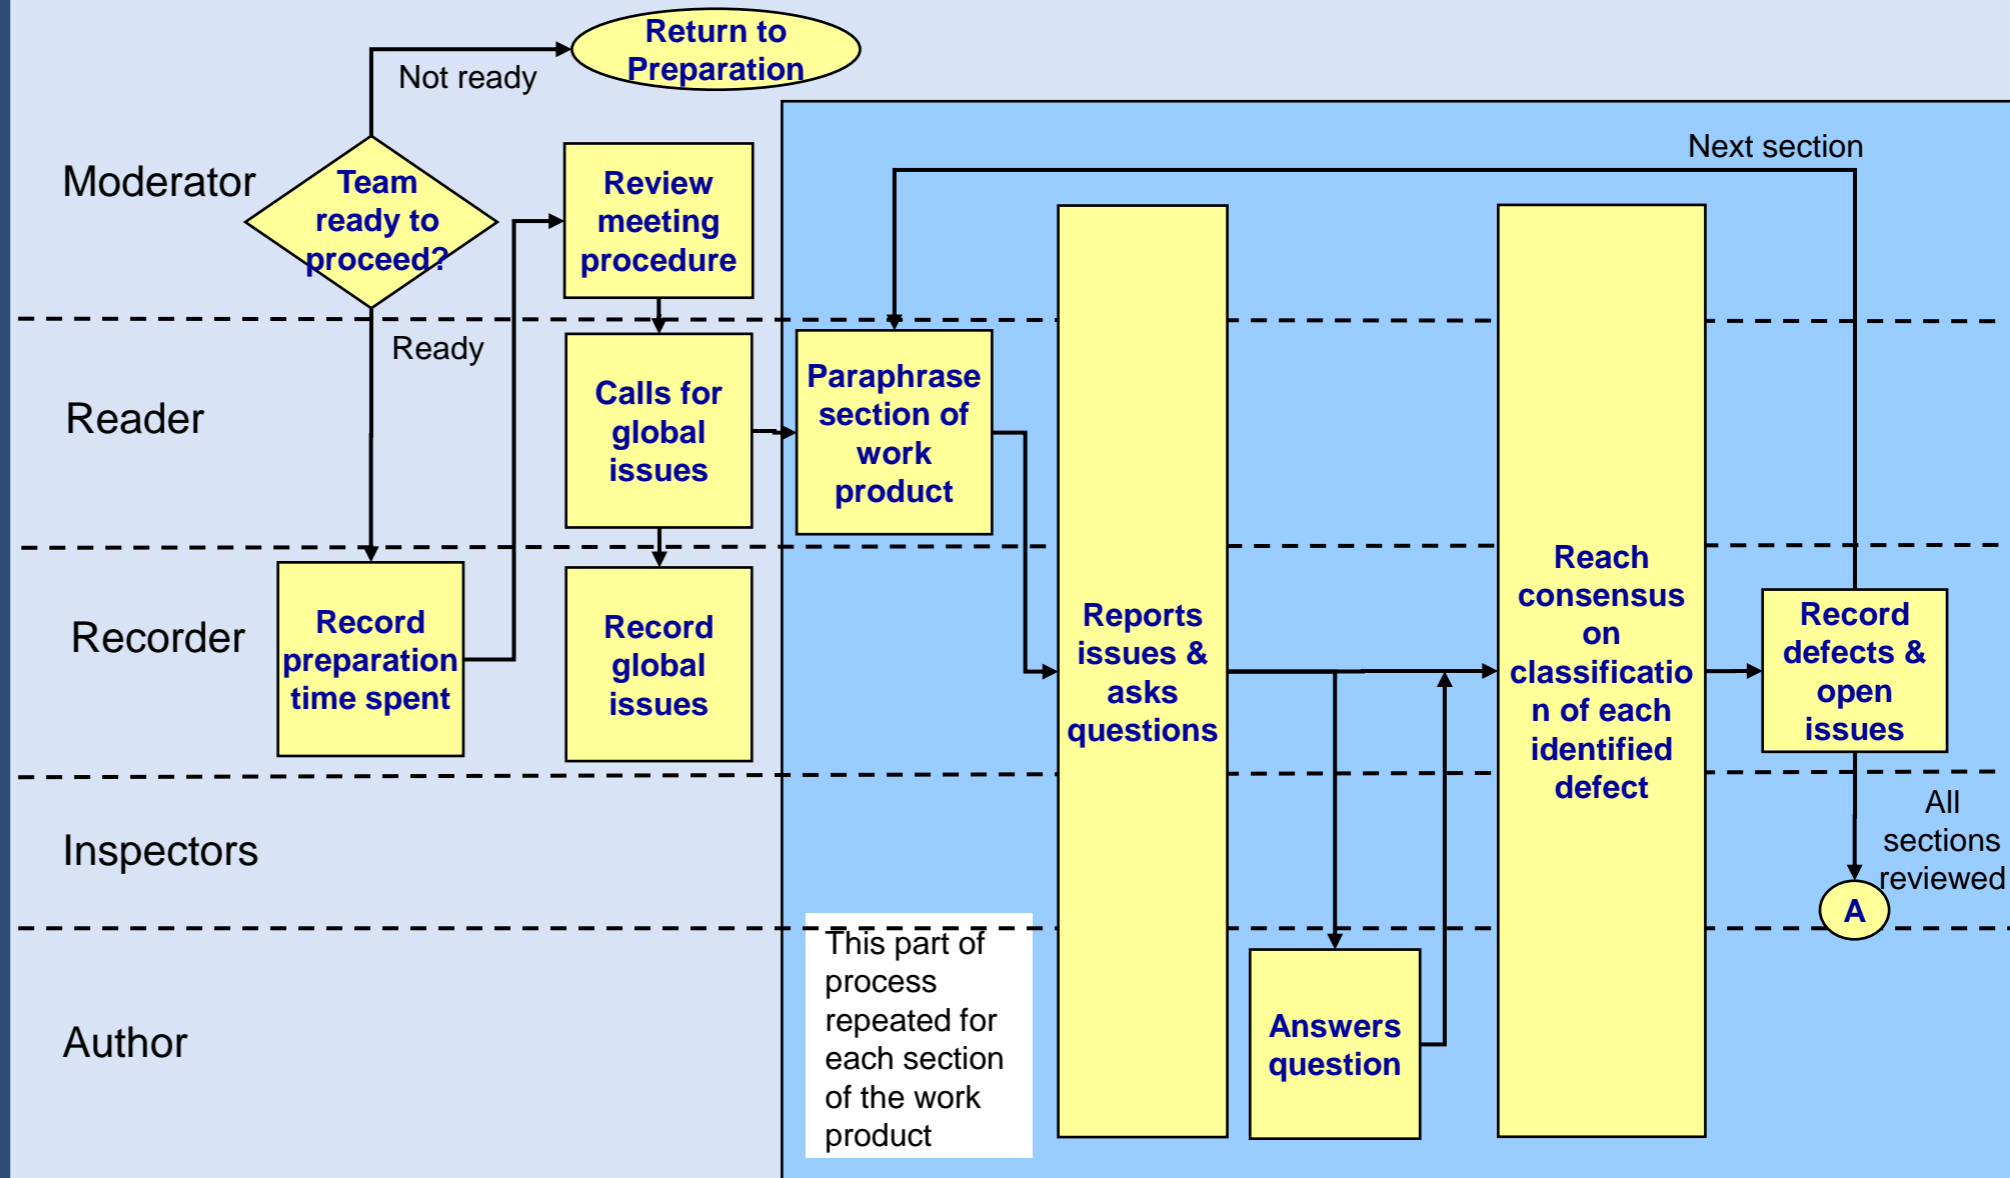 Return to
Preparation
Not ready
Next section
Moderator
Team
ready to
proceed?
Review
meeting
procedure
Ready
Reader
Calls for
global
issues
Paraphrase
section of
work
product
Recorder
Record
preparation
time spent
Record
global
issues
Reports
issues &
asks
questions
Reach
consensus
on
classificatio
n of each
identified
defect
Record
defects &
open
issues
Inspectors
All
sections
reviewed
A
Author
This part of
process
repeated for
each section
of the work
product
Answers
question